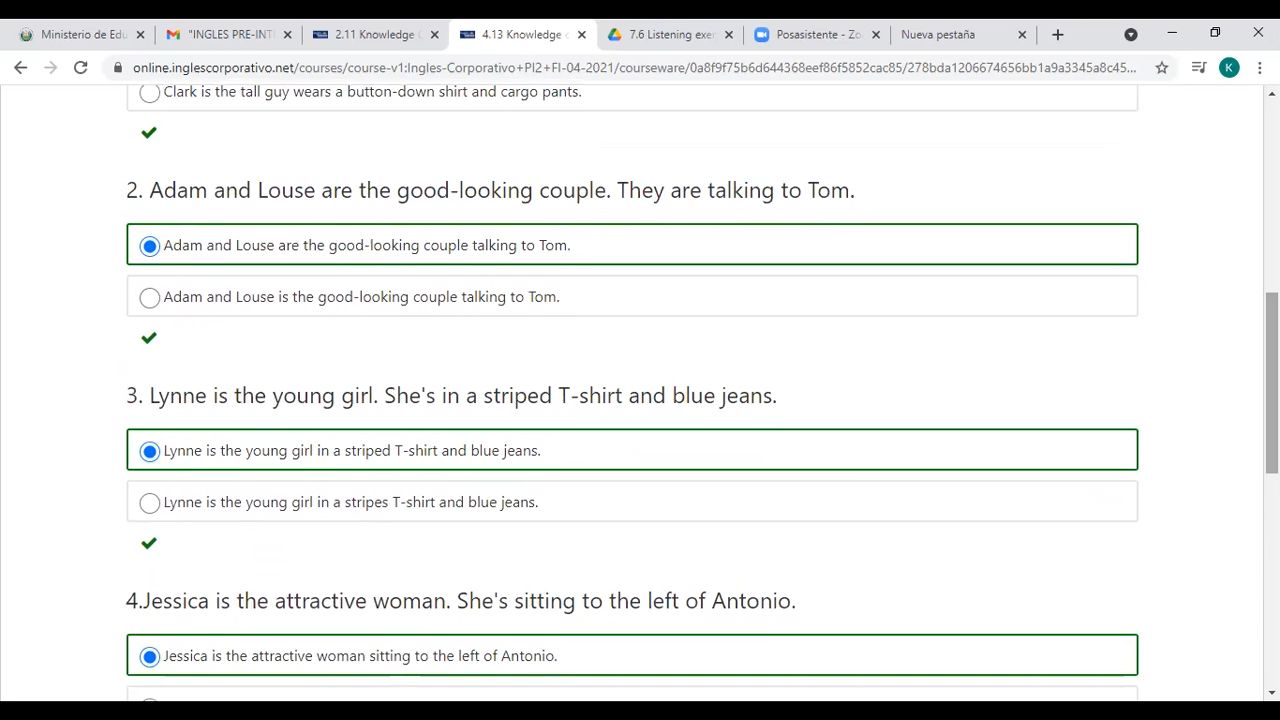 Ministerio de Edu
"INGLES PRE-INT
2.11 Knowledge
4.13 Knowledge
7.6 Listening exer
Posasistente - Zo
Nueva pestaña
online.inglescorporativo.net/courses/course-v1:Ingles-Corporativo+PI2+FI-04-2021/courseware/0a8f9f75b6d644368eef86f5852cac85/278bda1206674656bb1a9a3345a8c45...
K
Clark is the tall guy wears a button-down shirt and cargo pants.
2. Adam and Louse are the good-looking couple. They are talking to Tom.
Adam and Louse are the good-looking couple talking to Tom.
Adam and Louse is the good-looking couple talking to Tom.
3. Lynne is the young girl. She's in a striped T-shirt and blue jeans.
Lynne is the young girl in a striped T-shirt and blue jeans.
Lynne is the young girl in a stripes T-shirt and blue jeans.
4.Jessica is the attractive woman. She's sitting to the left of Antonio.
Jessica is the attractive woman sitting to the left of Antonio.